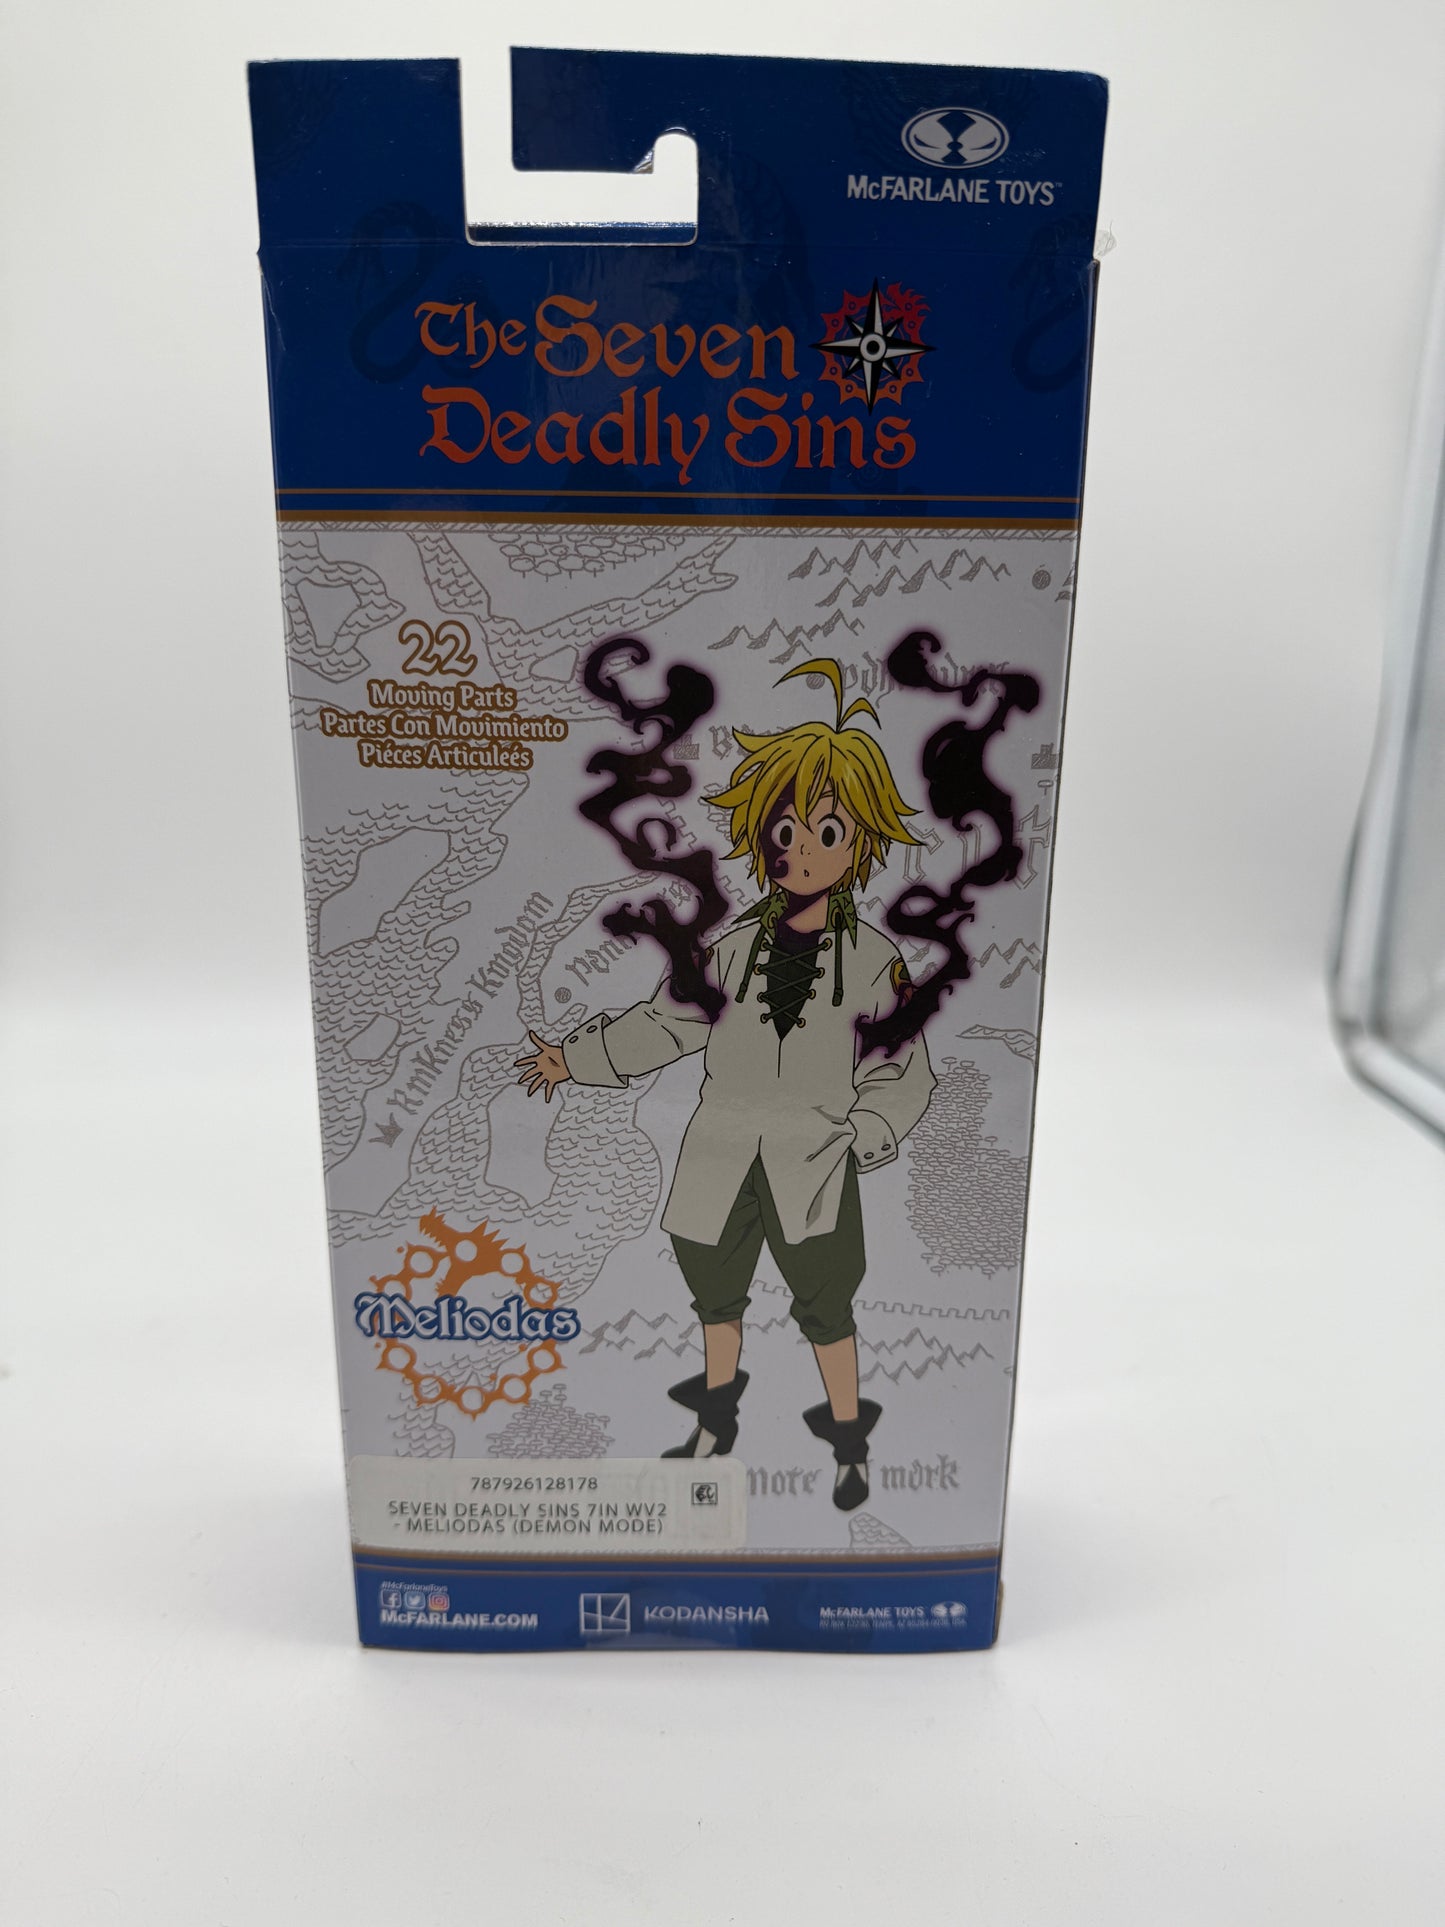 McFARLANE TOYS™
The Seven
Deadly Sins
22
Moving Parts
Partes Con Movimiento
Piéces Articuleés
Meliodas
787926128178
SEVEN DEADLY SINS 7IN WV2
- MELIODAS (DEMON MODE)
#McFarlaneToys
McFARLANE.COM
KODANSHA
McFARLANE TOYS